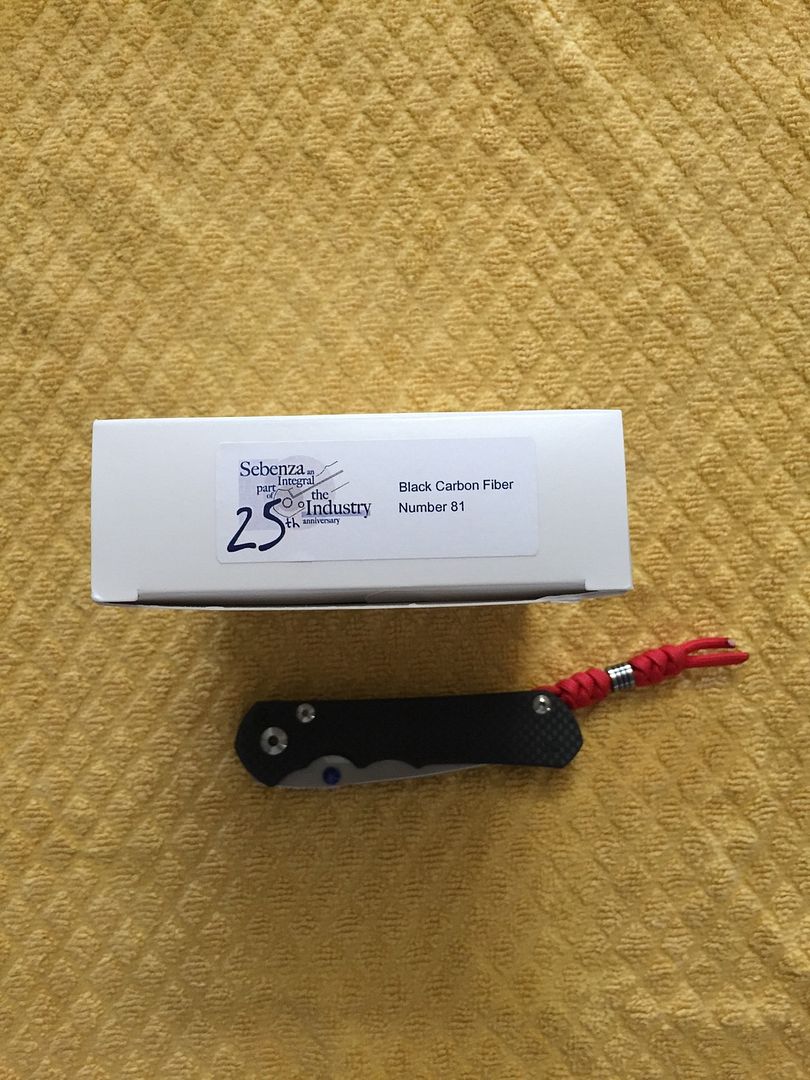 Sebenza an
part Integral
of the
Industry
25th anniversary
Black Carbon Fiber
Number 81